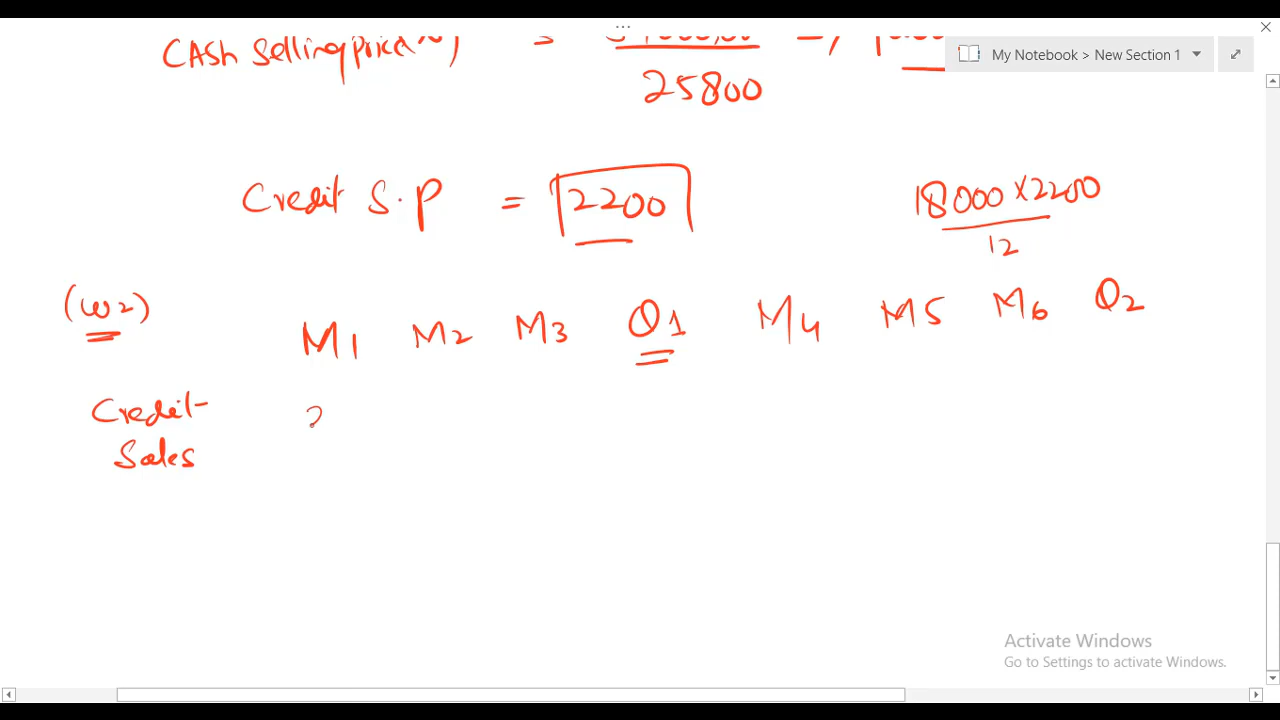 My Notebook > New Section 1
CASH Selling price =
25800
Credit S.P = 2200
18000×2200
12
(W2)
M1 M2 M3 Q1 M4 M5 M6 Q2
Credit
Sales
Activate Windows
Go to Settings to activate Windows.